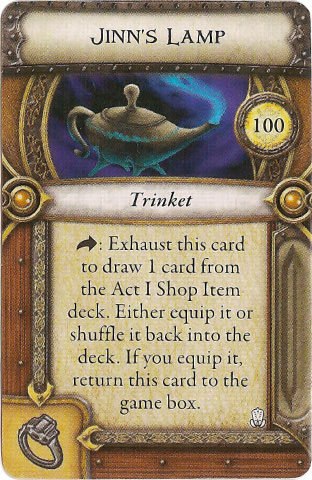 Jinn's Lamp
100
Trinket
: Exhaust this card
to draw 1 card from
the Act I Shop Item
deck. Either equip it or
shuffle it back into the
deck. If you equip it,
return this card to the
game box.